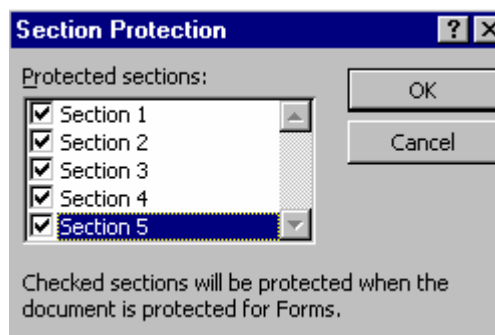 Section Protection
Protected sections:
Section 1
Section 2
Section 3
Section 4
Section 5
OK
Cancel
Checked sections will be protected when the
document is protected for Forms.